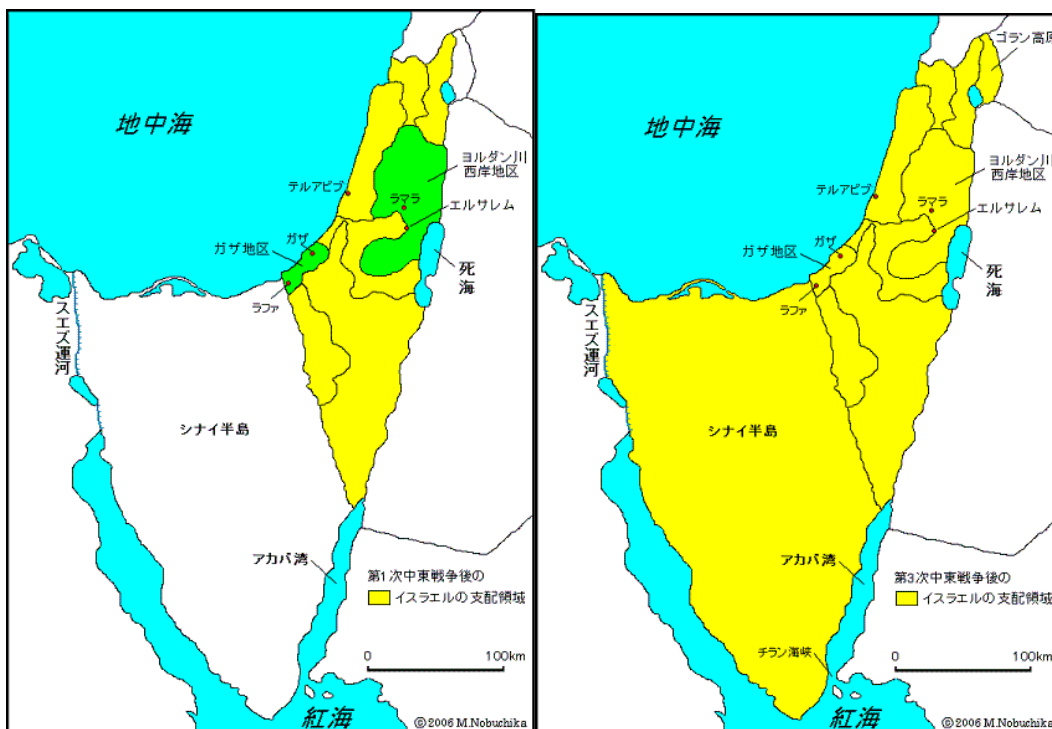 地中海
テルアビブ
ヨルダン川
西岸地区
ラマラ
エルサレム
ガザ
ガザ地区
ラファ
死海
スエズ運河
シナイ半島
アカバ湾
第1次中東戦争後の
イスラエルの支配領域
0 100km
紅海
©2006 M.Nobuchika
ゴラン高原
地中海
ヨルダン川
西岸地区
テルアビブ
ラマラ
エルサレム
ガザ
ガザ地区
ラファ
死海
スエズ運河
シナイ半島
アカバ湾
第3次中東戦争後の
イスラエルの支配領域
チラン海峡
0 100km
紅海
©2006 M.Nobuchika